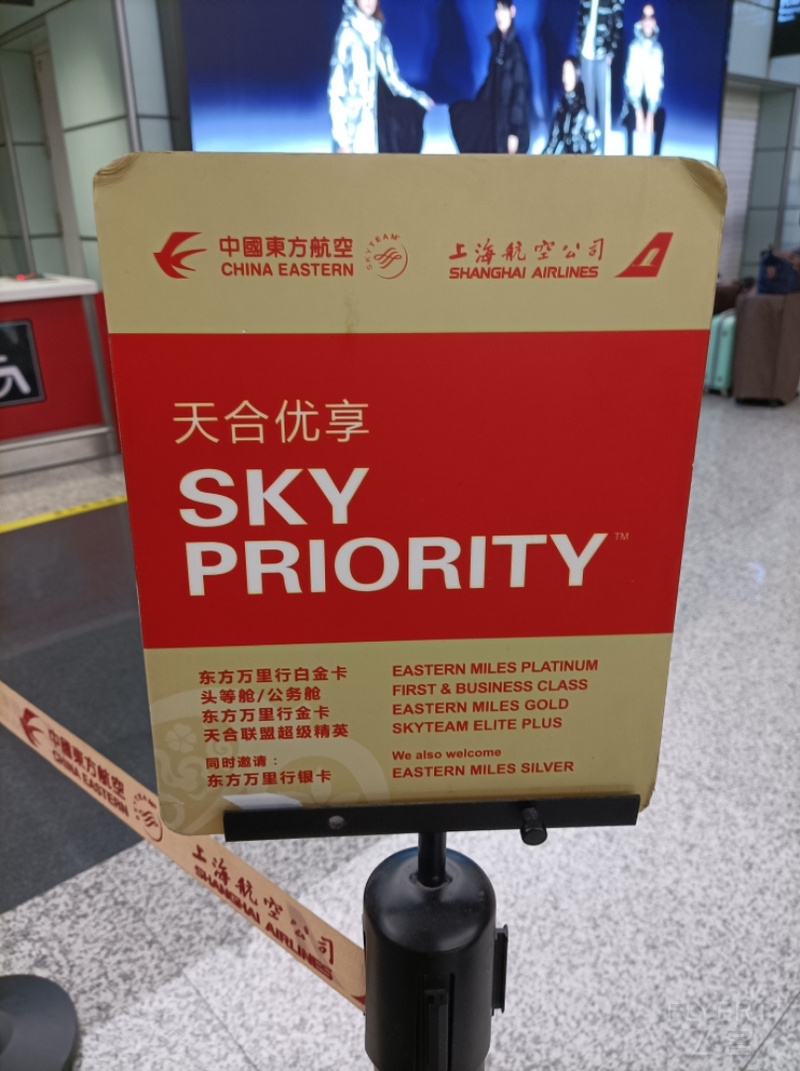 中國東方航空
CHINA EASTERN
SKYTEAM
上海航空公司
SHANGHAI AIRLINES
天合优享
SKY
PRIORITY™
东方万里行白金卡
头等舱/公务舱
东方万里行金卡
天合联盟超级精英
同时邀请：
东方万里行银卡
EASTERN MILES PLATINUM
FIRST & BUSINESS CLASS
EASTERN MILES GOLD
SKYTEAM ELITE PLUS
We also welcome
EASTERN MILES SILVER
中國東方航空
CHINA EASTERN
SKYTEAM
上海航空公司
SHANGHAI AIRLINES